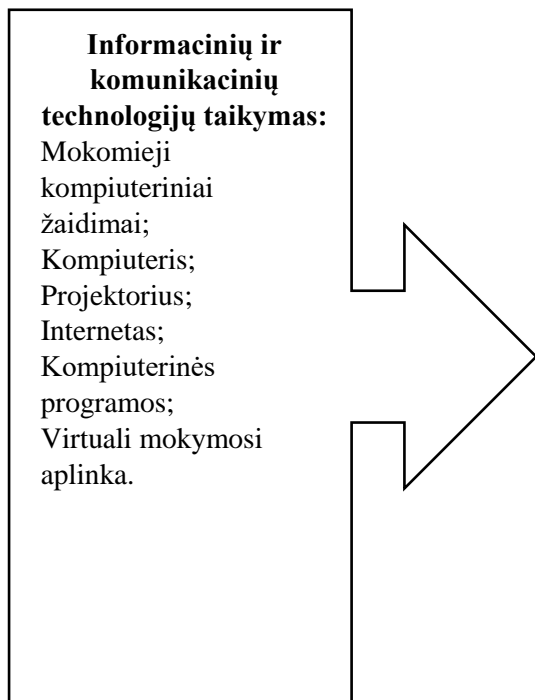 Informacinių ir
komunikacinių
technologijų taikymas:
Mokomieji
kompiuteriniai
žaidimai;
Kompiuteris;
Projektorius;
Internetas;
Kompiuterinės
programos;
Virtuali mokymosi
aplinka.